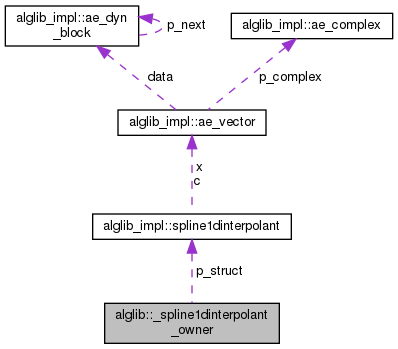 alglib_impl::ae_dyn
_block
p_next
alglib_impl::ae_complex
data
p_complex
alglib_impl::ae_vector
x
c
alglib_impl::spline1dinterpolant
p_struct
alglib::_spline1dinterpolant
_owner